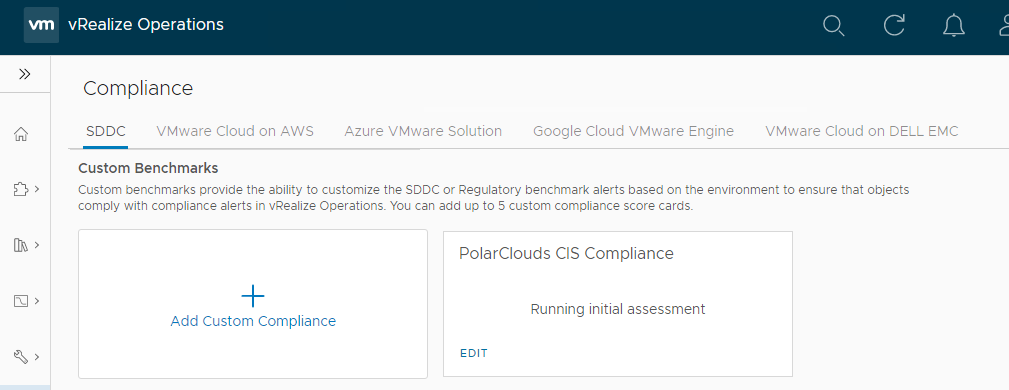 vm vRealize Operations
Compliance
SDDC VMware Cloud on AWS Azure VMware Solution Google Cloud VMware Engine VMware Cloud on DELL EMC
Custom Benchmarks
Custom benchmarks provide the ability to customize the SDDC or Regulatory benchmark alerts based on the environment to ensure that objects
comply with compliance alerts in vRealize Operations. You can add up to 5 custom compliance score cards.
Add Custom Compliance
PolarClouds CIS Compliance
Running initial assessment
EDIT